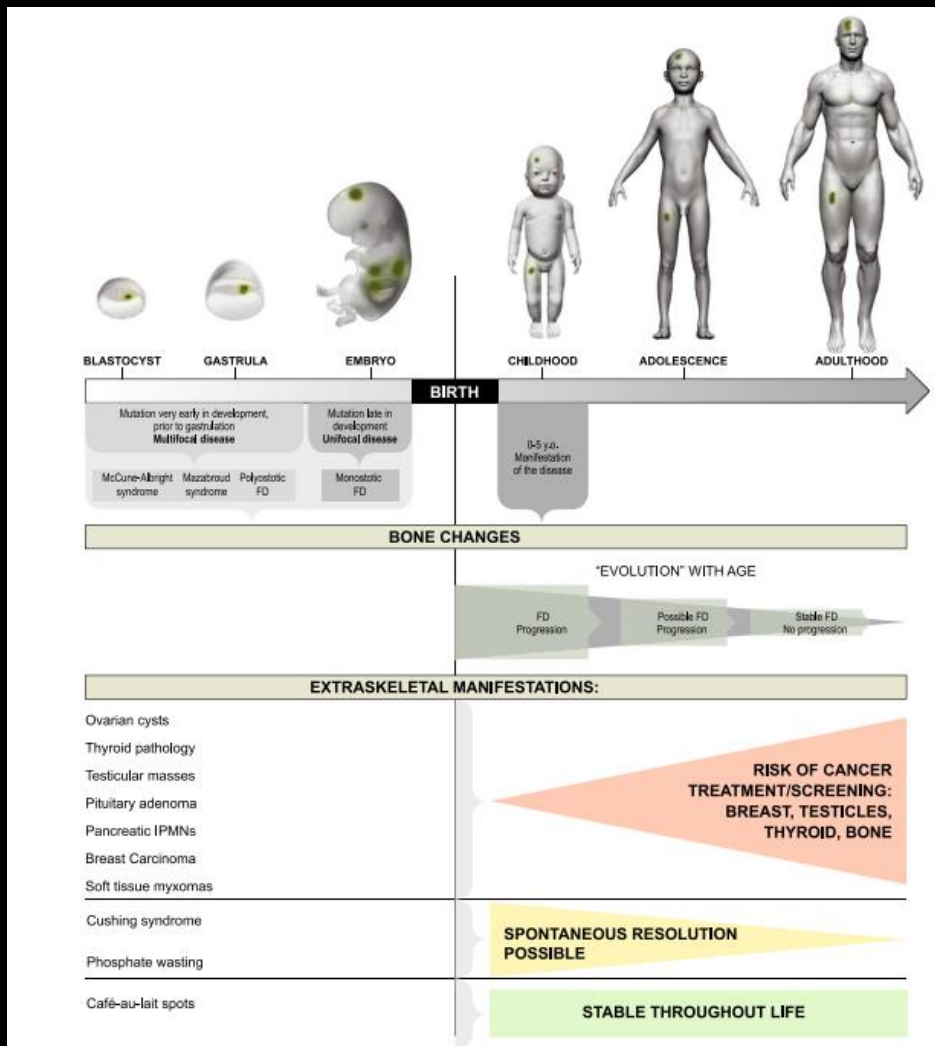 BLASTOCYST
GASTRULA
EMBRYO
CHILDHOOD
ADOLESCENCE
ADULTHOOD
BIRTH
Mutation very early in development,
prior to gastrulation
Multifocal disease
Mutation late in
development
Unifocal disease
0-5 y.o.
Manifestation
of the disease
McCune-Albright
syndrome
Mazabroud
syndrome
Polyostotic
FD
Monostotic
FD
BONE CHANGES
"EVOLUTION" WITH AGE
FD
Progression
Possible FD
Progression
Stable FD
No progression
EXTRASKELETAL MANIFESTATIONS:
Ovarian cysts
Thyroid pathology
Testicular masses
Pituitary adenoma
Pancreatic IPMNs
Breast Carcinoma
Soft tissue myxomas
RISK OF CANCER
TREATMENT/SCREENING:
BREAST, TESTICLES,
THYROID, BONE
Cushing syndrome
Phosphate wasting
SPONTANEOUS RESOLUTION
POSSIBLE
Café-au-lait spots
STABLE THROUGHOUT LIFE